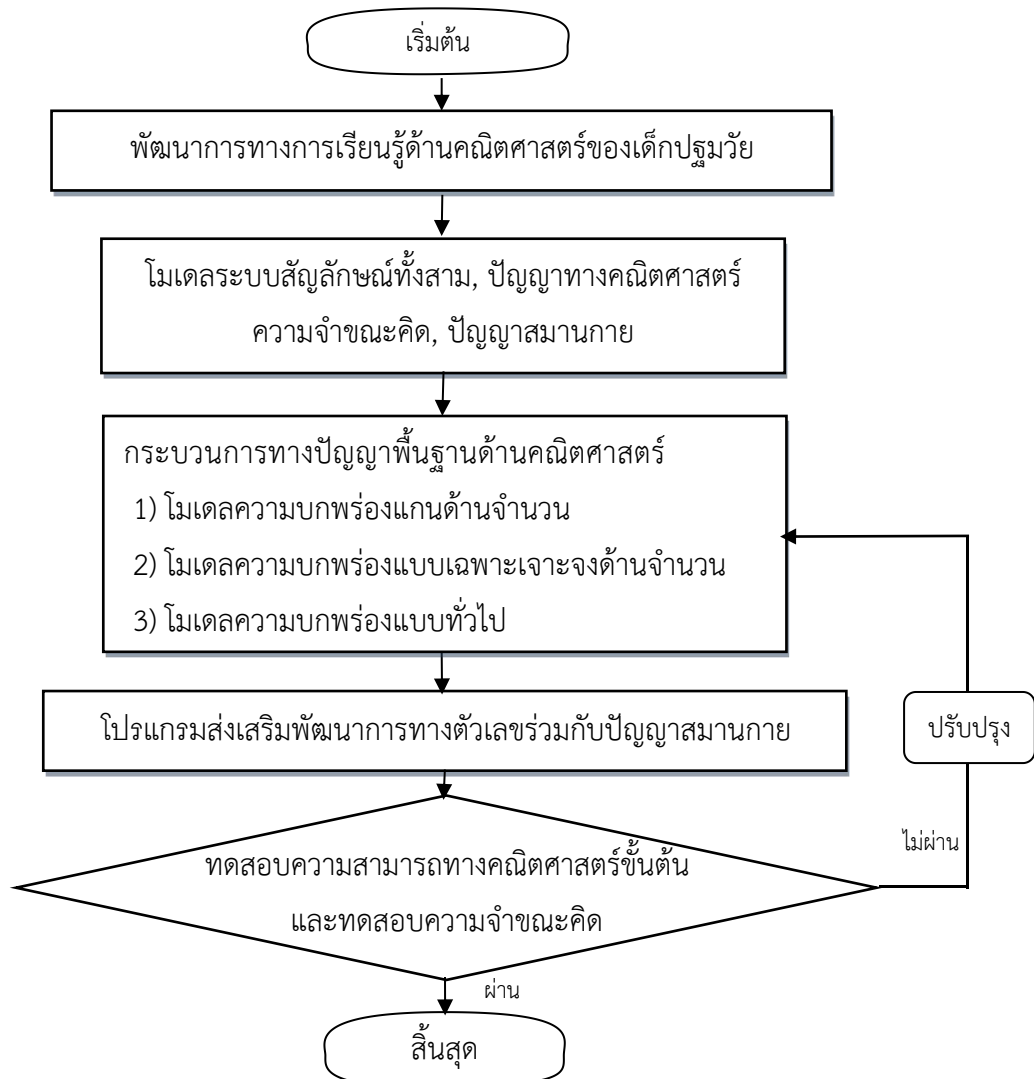 เริ่มต้น
พัฒนาการทางการเรียนรู้ด้านคณิตศาสตร์ของเด็กปฐมวัย
โมเดลระบบสัญลักษณ์ทั้งสาม, ปัญญาทางคณิตศาสตร์
ความจำขณะคิด, ปัญญาสมานกาย
กระบวนการทางปัญญาพื้นฐานด้านคณิตศาสตร์
1) โมเดลความบกพร่องแกนด้านจำนวน
2) โมเดลความบกพร่องแบบเฉพาะเจาะจงด้านจำนวน
3) โมเดลความบกพร่องแบบทั่วไป
โปรแกรมส่งเสริมพัฒนาการทางตัวเลขร่วมกับปัญญาสมานกาย
ปรับปรุง
ไม่ผ่าน
ทดสอบความสามารถทางคณิตศาสตร์ขั้นต้น
และทดสอบความจำขณะคิด
ผ่าน
สิ้นสุด